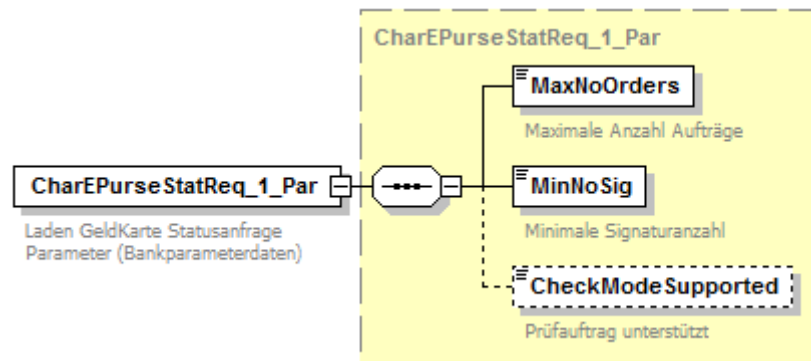 CharEPurseStatReq_1_Par
MaxNoOrders
Maximale Anzahl Aufträge
CharEPurseStatReq_1_Par
Laden GeldKarte Statusanfrage
Parameter (Bankparameterdaten)
MinNoSig
Minimale Signaturanzahl
CheckModeSupported
Prüfauftrag unterstützt